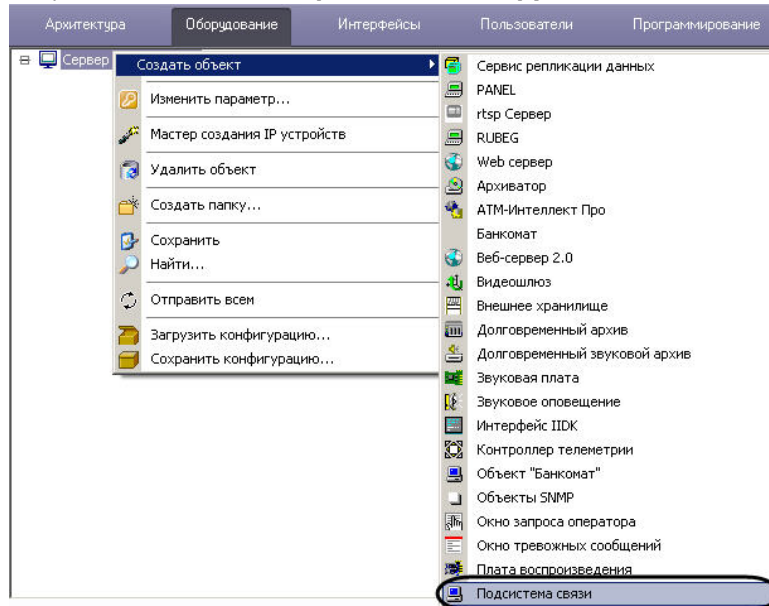 Архитектура Оборудование Интерфейсы Пользователи Программирование
Сервер
Создать объект
Изменить параметр...
Мастер создания IP устройств
Удалить объект
Создать папку...
Сохранить
Найти...
Отправить всем
Загрузить конфигурацию...
Сохранить конфигурацию...
Сервис репликации данных
PANEL
rtsp Сервер
RUBEG
Web сервер
Архиватор
АТМ-Интеллект Про
Банкомат
Веб-сервер 2.0
Видеошлюз
Внешнее хранилище
Долговременный архив
Долговременный звуковой архив
Звуковая плата
Звуковое оповещение
Интерфейс IIDK
Контроллер телеметрии
Объект "Банкомат"
Объекты SNMP
Окно запроса оператора
Окно тревожных сообщений
Плата воспроизведения
Подсистема связи